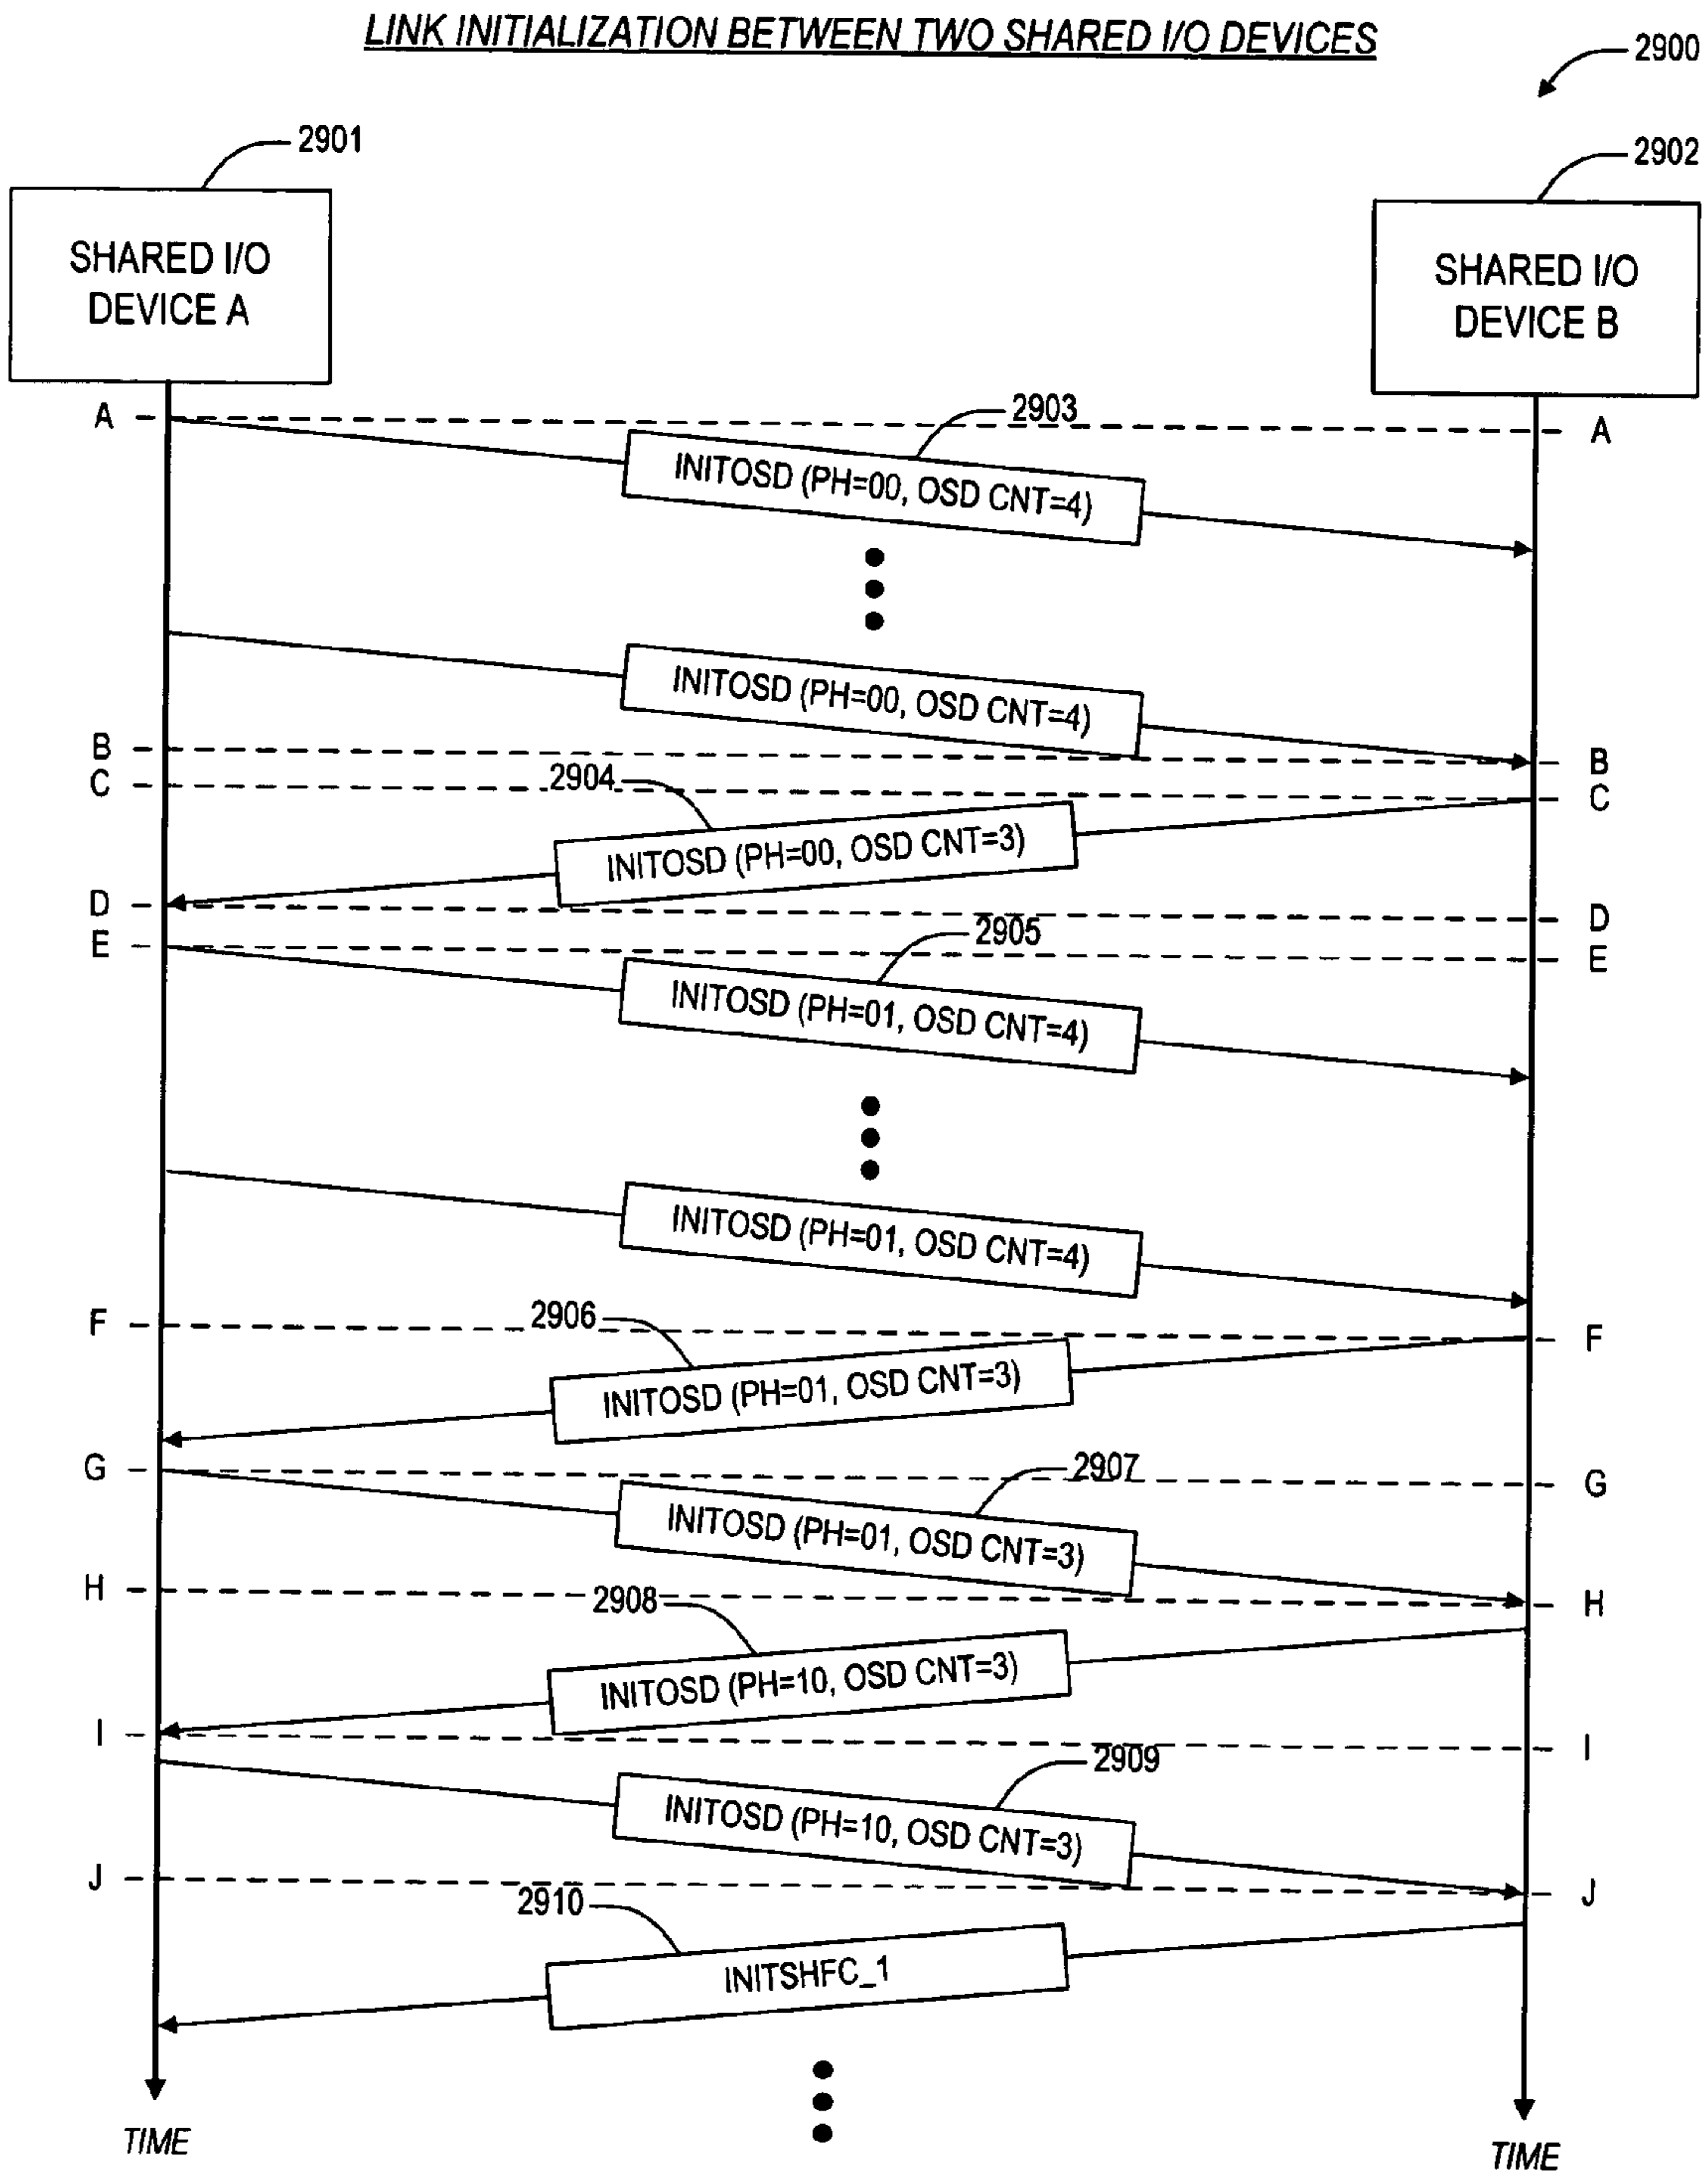 LINK INITIALIZATION BETWEEN TWO SHARED I/O DEVICES
2900
2901
2902
SHARED I/O
DEVICE A
SHARED I/O
DEVICE B
A
2903
A
INITOSD (PH=00, OSD CNT=4)
INITOSD (PH=00, OSD CNT=4)
B
B
C
2904
C
INITOSD (PH=00, OSD CNT=3)
D
D
E
2905
E
INITOSD (PH=01, OSD CNT=4)
INITOSD (PH=01, OSD CNT=4)
F
2906
F
INITOSD (PH=01, OSD CNT=3)
G
2907
G
INITOSD (PH=01, OSD CNT=3)
H
2908
H
INITOSD (PH=10, OSD CNT=3)
I
I
2909
INITOSD (PH=10, OSD CNT=3)
J
J
2910
INITSHFC_1
TIME
TIME